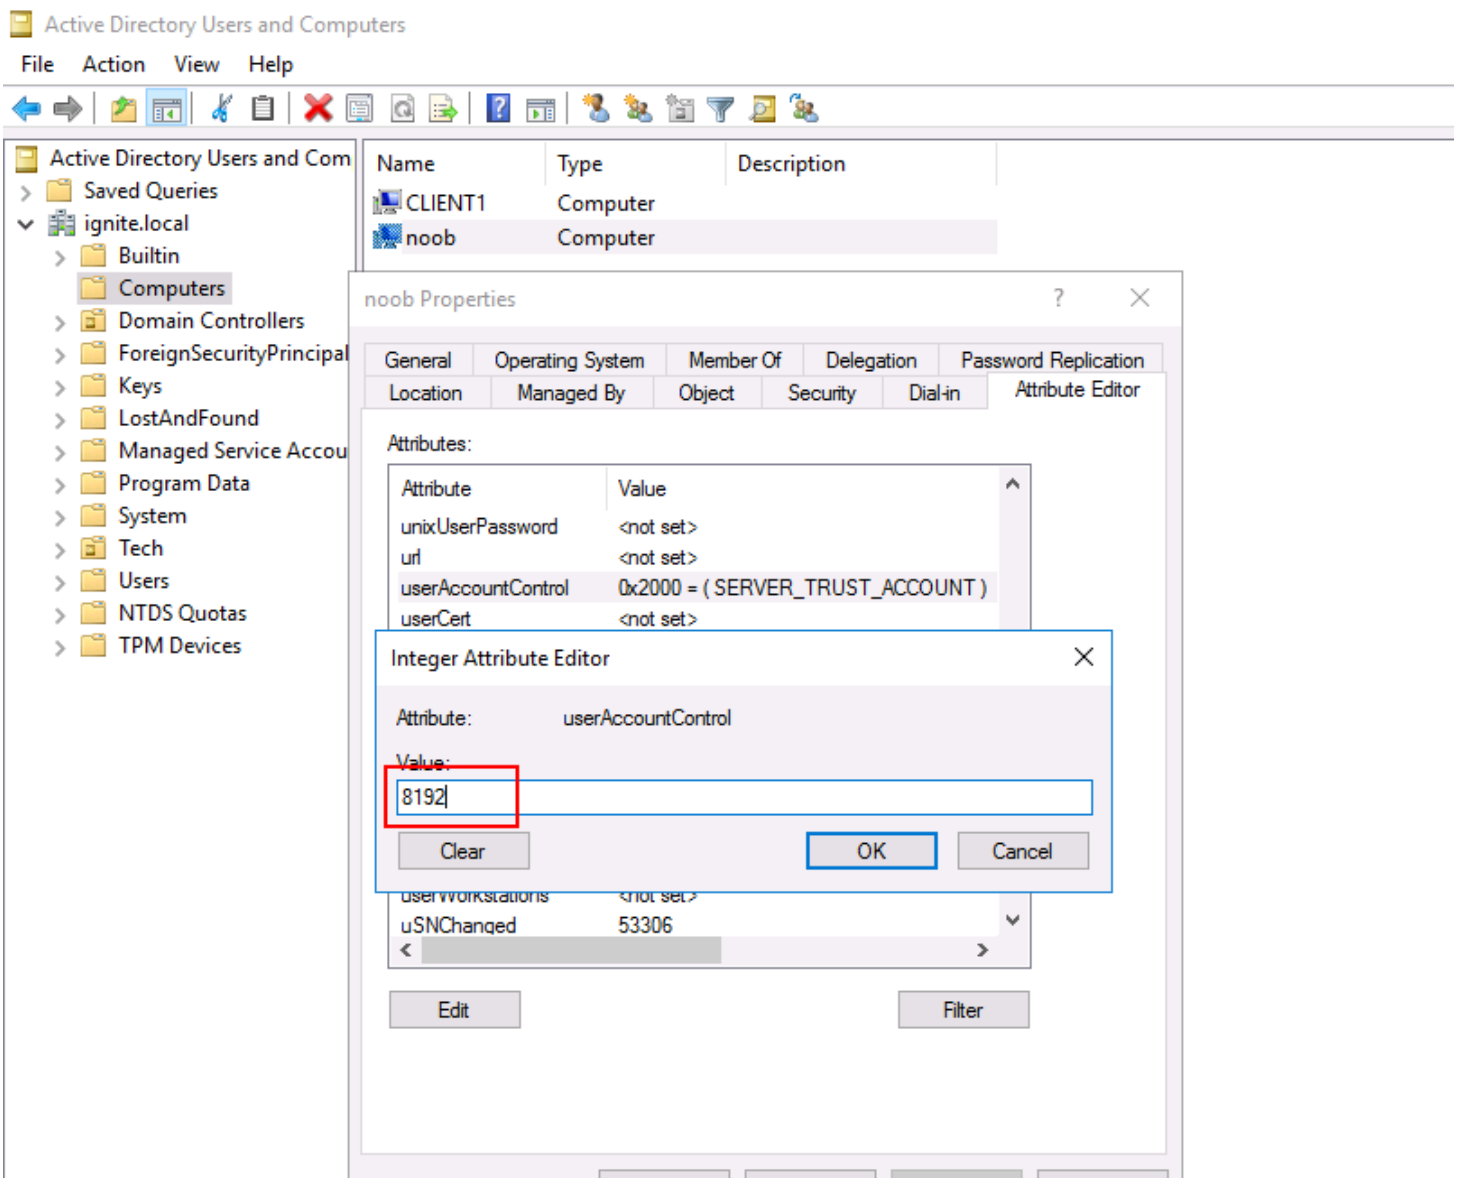 Active Directory Users and Computers
File Action View Help
Active Directory Users and Com
Saved Queries
ignite.local
Builtin
Computers
Domain Controllers
ForeignSecurityPrincipal
Keys
LostAndFound
Managed Service Accou
Program Data
System
Tech
Users
NTDS Quotas
TPM Devices
Name Type Description
CLIENT1 Computer
noob Computer
noob Properties
General Operating System Member Of Delegation Password Replication
Location Managed By Object Security Dial-in Attribute Editor
Attributes:
Attribute Value
unixUserPassword <not set>
url <not set>
userAccountControl 0x2000 = ( SERVER_TRUST_ACCOUNT )
userCert <not set>
Integer Attribute Editor
Attribute: userAccountControl
Value:
8192
Clear OK Cancel
userWorkstations <not set>
uSNChanged 53306
Edit Filter